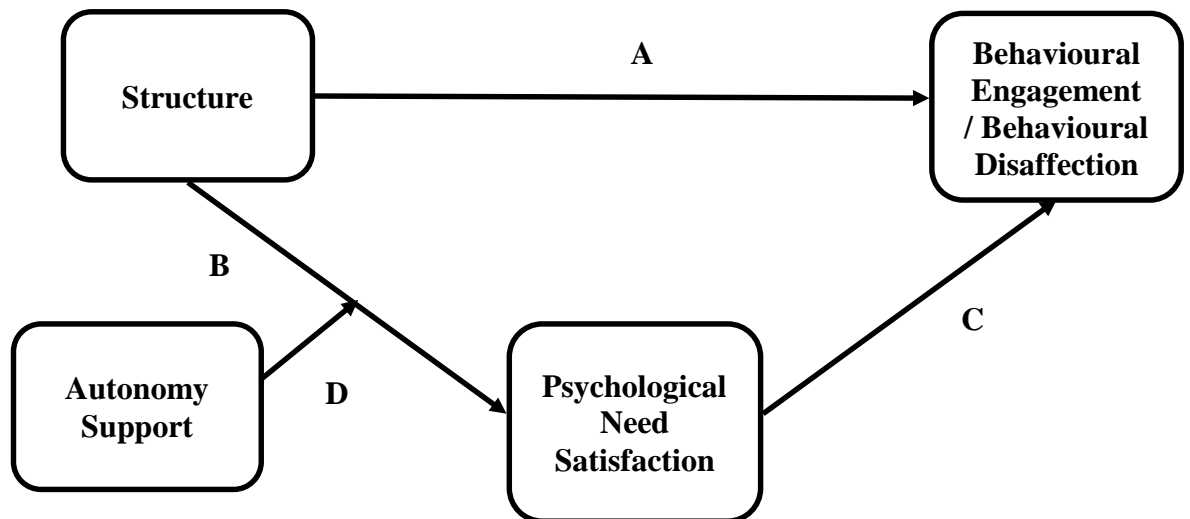 Structure
A
Behavioural
Engagement
/ Behavioural
Disaffection
B
Autonomy
Support
D
Psychological
Need
Satisfaction
C